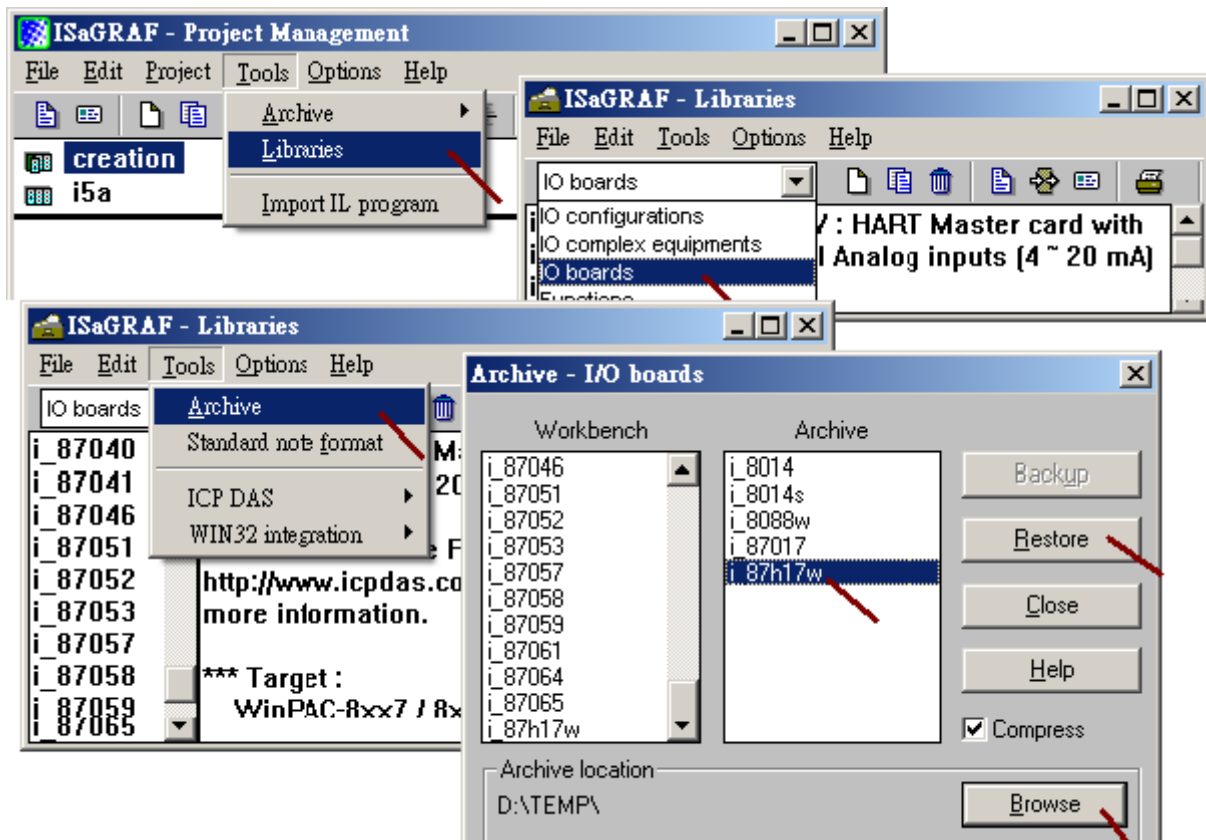 ISaGRAF - Project Management
File Edit Project Tools Options Help
Archive
Libraries
Import IL program
creation
i5a
ISaGRAF - Libraries
File Edit Tools Options Help
IO boards
IO configurations
IO complex equipments
IO boards
Functions
: HART Master card with
Analog inputs (4 ~ 20 mA)
ISaGRAF - Libraries
File Edit Tools Options Help
IO boards
Archive
Standard note format
ICP DAS
WIN32 integration
i_87040
i_87041
i_87046
i_87051
i_87052
i_87053
i_87057
i_87058
i_87059
i_87065
http://www.icpdas.co
more information.
*** Target :
WinPAC-8xx7 / 8x
Archive - I/O boards
Workbench
i_87046
i_87051
i_87052
i_87053
i_87057
i_87058
i_87059
i_87061
i_87064
i_87065
i_87h17w
Archive
i_8014
i_8014s
i_8088w
i_87017
i_87h17w
Backup
Restore
Close
Help
Compress
Archive location
D:\TEMP\
Browse